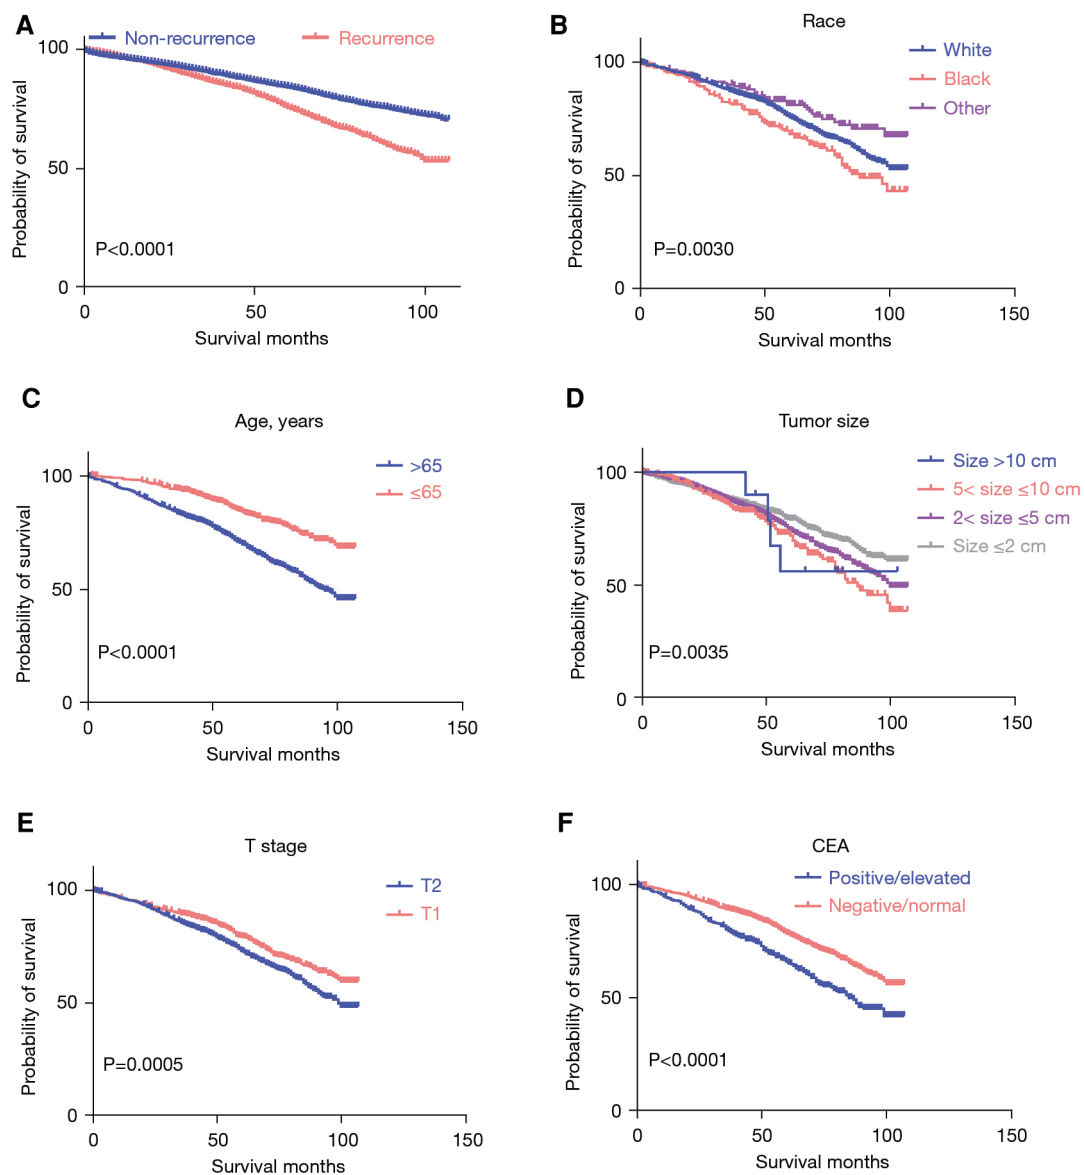 A
Non-recurrence
Recurrence
100
50
0
Probability of survival
P<0.0001
0 50 100
Survival months
B
Race
White
Black
Other
100
50
0
Probability of survival
P=0.0030
0 50 100 150
Survival months
C
Age, years
>65
≤65
100
50
0
Probability of survival
P<0.0001
0 50 100 150
Survival months
D
Tumor size
Size >10 cm
5< size ≤10 cm
2< size ≤5 cm
Size ≤2 cm
100
50
0
Probability of survival
P=0.0035
0 50 100 150
Survival months
E
T stage
T2
T1
100
50
0
Probability of survival
P=0.0005
0 50 100 150
Survival months
F
CEA
Positive/elevated
Negative/normal
100
50
0
Probability of survival
P<0.0001
0 50 100 150
Survival months